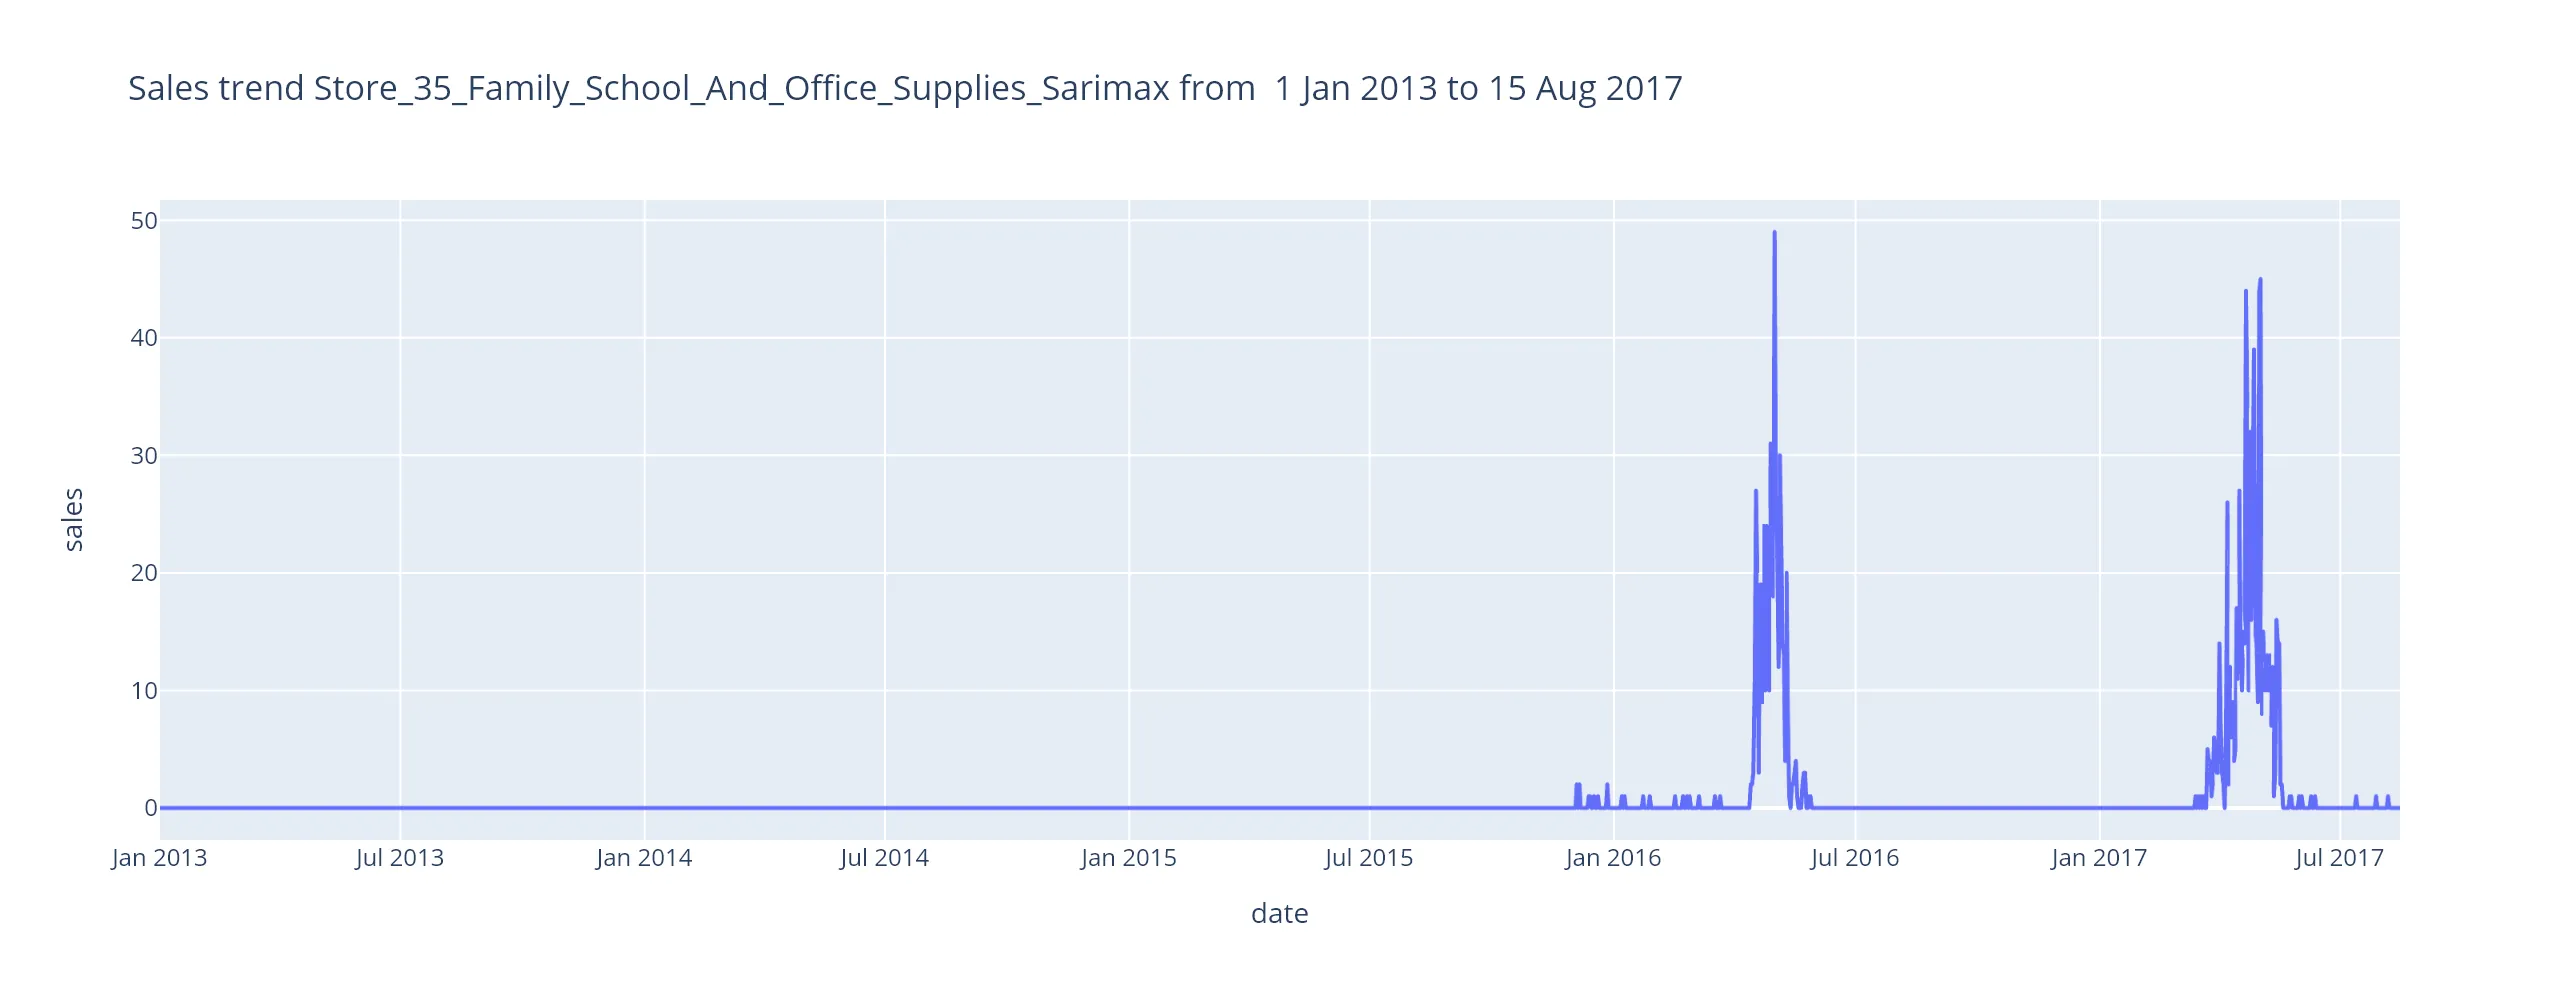 Sales trend Store_35_Family_School_And_Office_Supplies_Sarimax from  1 Jan 2013 to 15 Aug 2017
50
40
30
20
10
0
sales
Jan 2013 Jul 2013 Jan 2014 Jul 2014 Jan 2015 Jul 2015 Jan 2016 Jul 2016 Jan 2017 Jul 2017
date